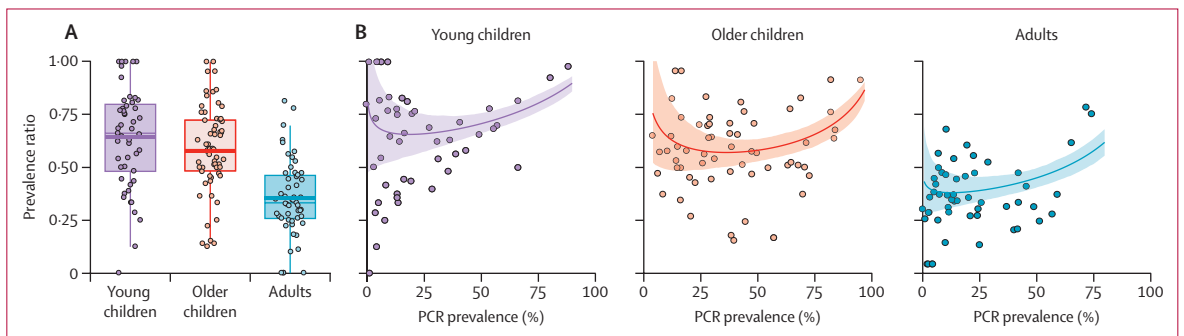 A
B
Young children
Older children
Adults
1·00
0·75
0·50
0·25
0
Prevalence ratio
Young
children
Older
children
Adults
0 25 50 75 100
PCR prevalence (%)
0 25 50 75 100
PCR prevalence (%)
0 25 50 75 100
PCR prevalence (%)